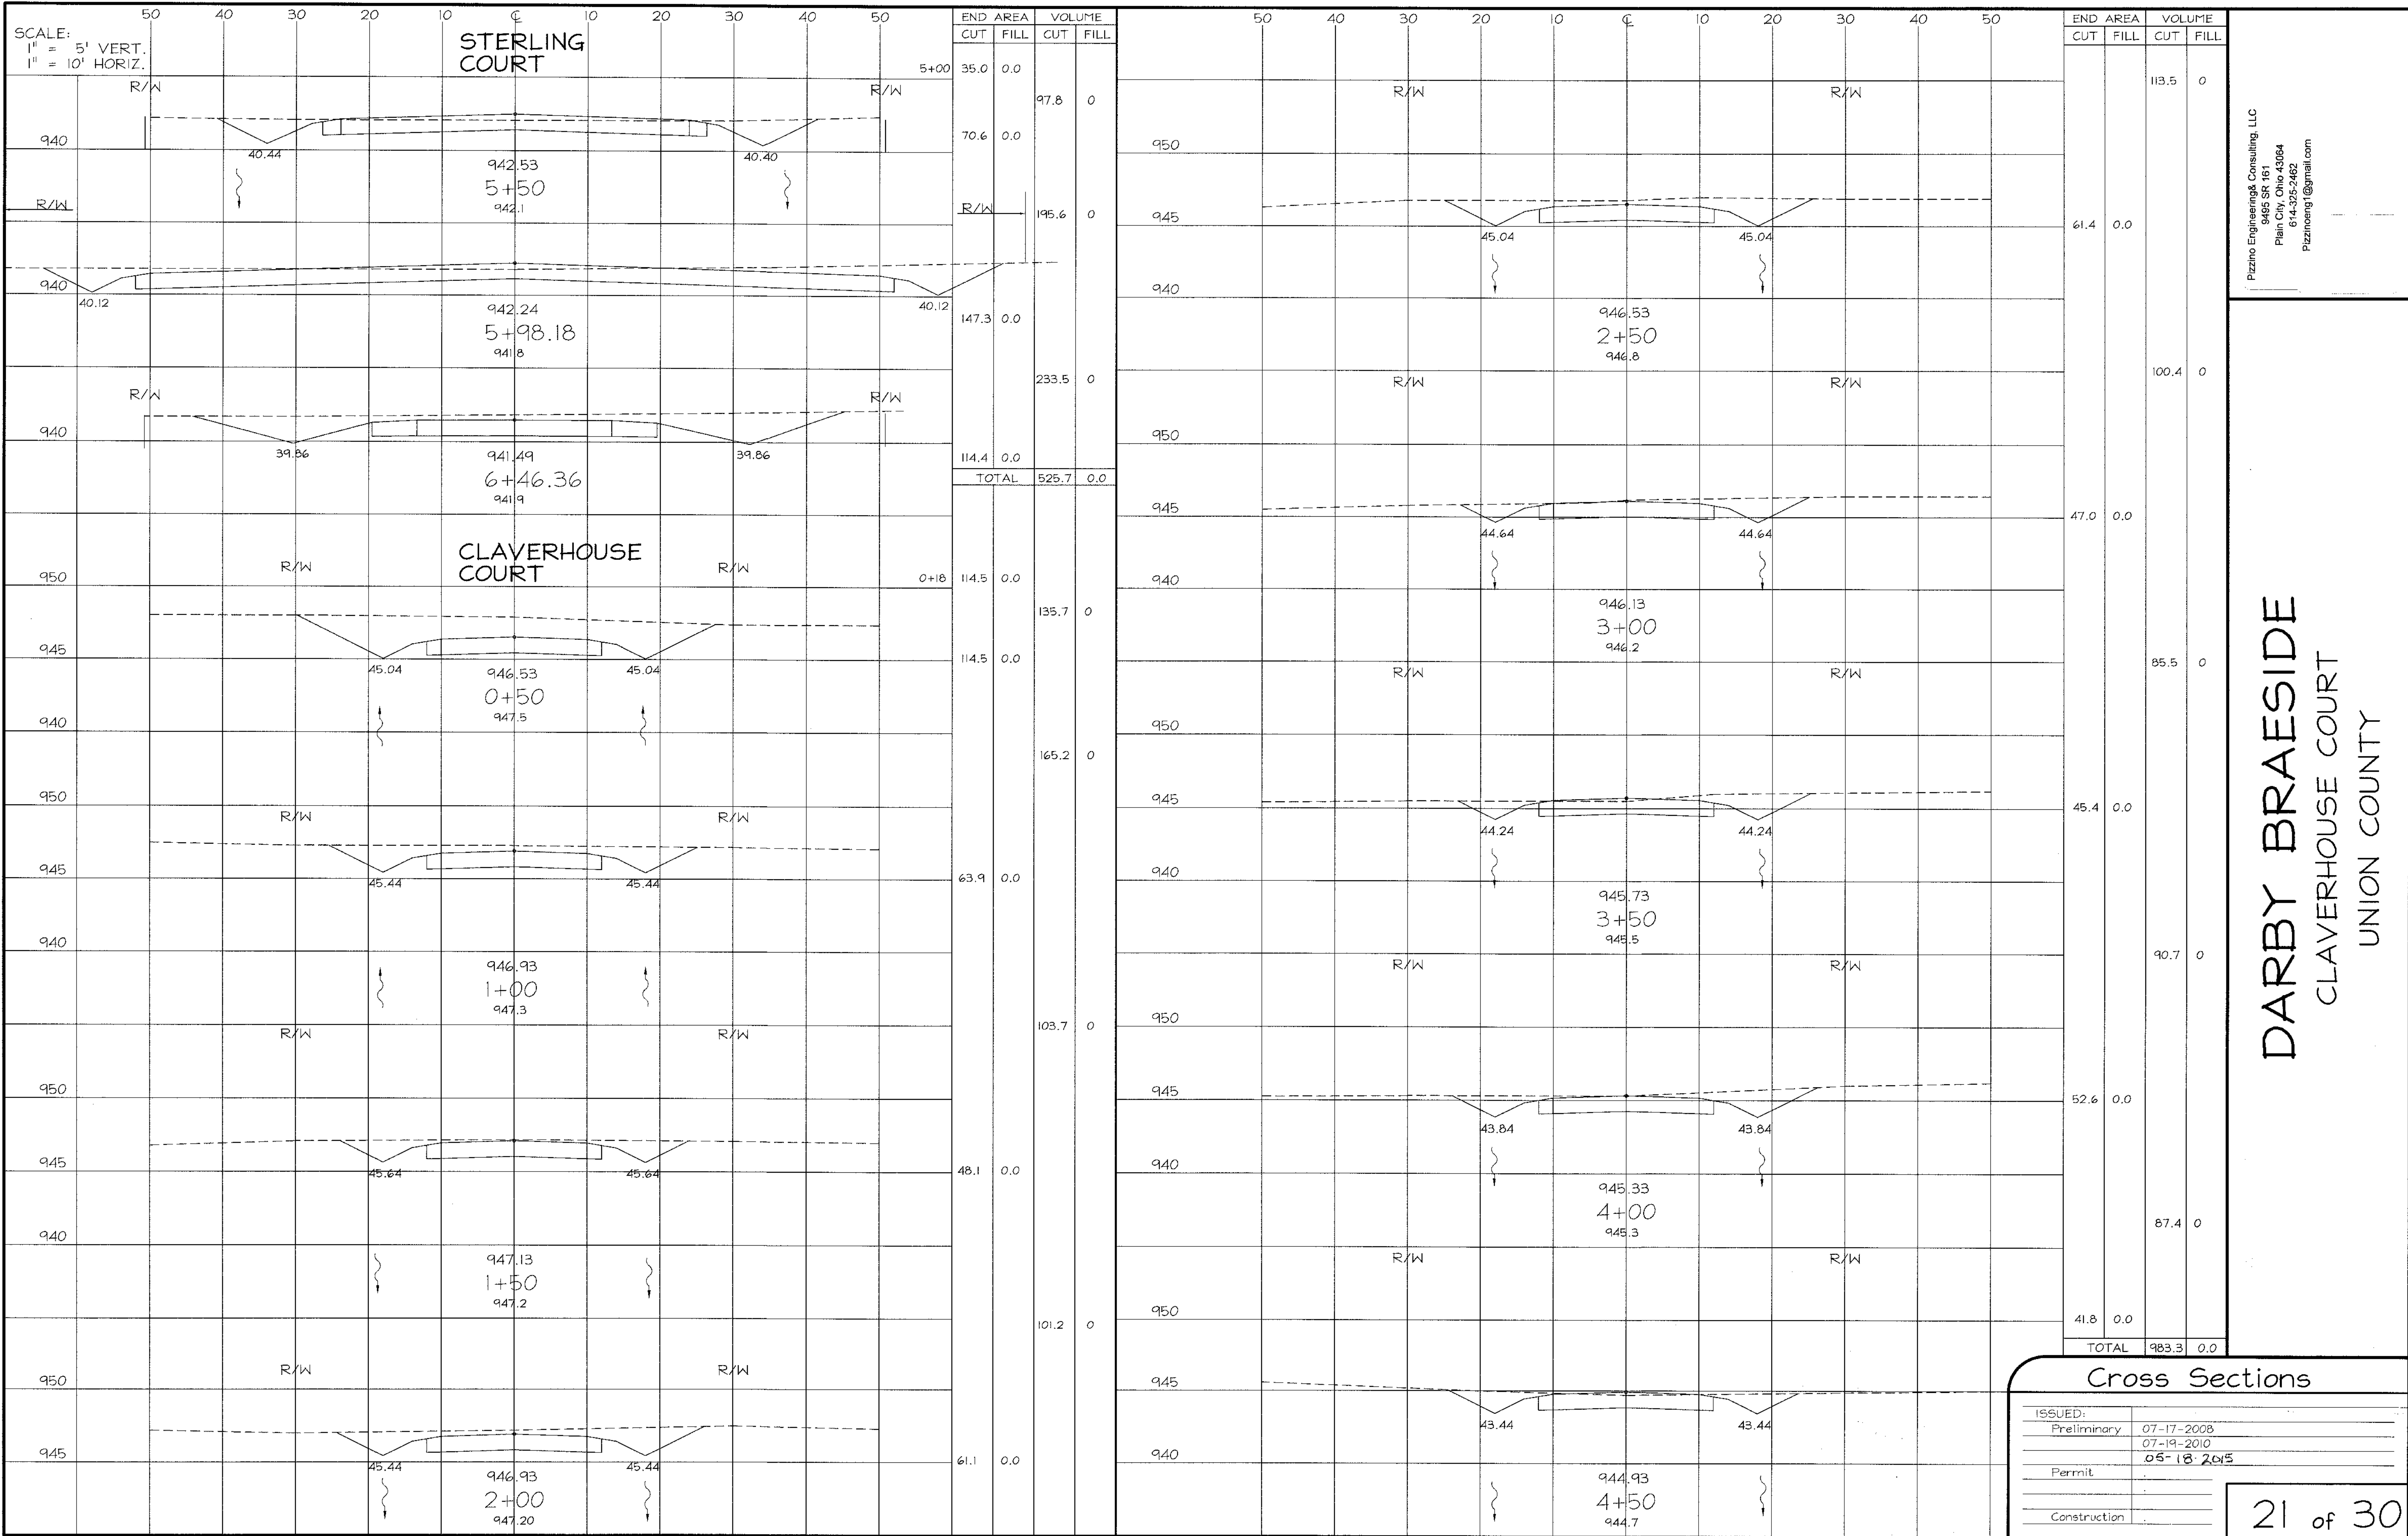 50 40 30 20 10 ℄ 10 20 30 40 50
SCALE:
1" = 5' VERT.
1" = 10' HORIZ.
STERLING
COURT
END AREA VOLUME
CUT FILL CUT FILL
5+00 35.0 0.0
R/W R/W
97.8 0
70.6 0.0
940
40.44 40.40
942.53
5+50
942.1
R/W R/W
195.6 0
940
40.12 40.12
942.24
5+98.18
941.8
147.3 0.0
233.5 0
R/W R/W
940
39.86 39.86
941.49
6+46.36
941.9
114.4 0.0
TOTAL 525.7 0.0
CLAVERHOUSE
COURT
R/W R/W
950
0+18 114.5 0.0
135.7 0
945
114.5 0.0
45.04 45.04
946.53
0+50
947.5
940
165.2 0
950
R/W R/W
945
63.9 0.0
45.44 45.44
940
946.93
1+00
947.3
103.7 0
R/W R/W
950
945
48.1 0.0
45.64 45.64
940
947.13
1+50
947.2
101.2 0
R/W R/W
950
945
61.1 0.0
45.44 45.44
946.93
2+00
947.20
50 40 30 20 10 ℄ 10 20 30 40 50
END AREA VOLUME
CUT FILL CUT FILL
113.5 0
R/W R/W
950
945
61.4 0.0
45.04 45.04
940
946.53
2+50
946.8
100.4 0
R/W R/W
950
945
47.0 0.0
44.64 44.64
940
946.13
3+00
946.2
85.5 0
R/W R/W
950
945
45.4 0.0
44.24 44.24
940
945.73
3+50
945.5
90.7 0
R/W R/W
950
945
52.6 0.0
43.84 43.84
940
945.33
4+00
945.3
87.4 0
R/W R/W
950
41.8 0.0
TOTAL 983.3 0.0
945
43.44 43.44
940
944.93
4+50
944.7
Pizzino Engineering& Consulting, LLC
9495 SR 161
Plain City, Ohio 43064
614-325-2462
Pizzinoeng1@gmail.com
DARBY BRAESIDE
CLAVERHOUSE COURT
UNION COUNTY
Cross Sections
ISSUED:
Preliminary 07-17-2008
07-19-2010
05-18-2015
Permit
Construction
21 of 30